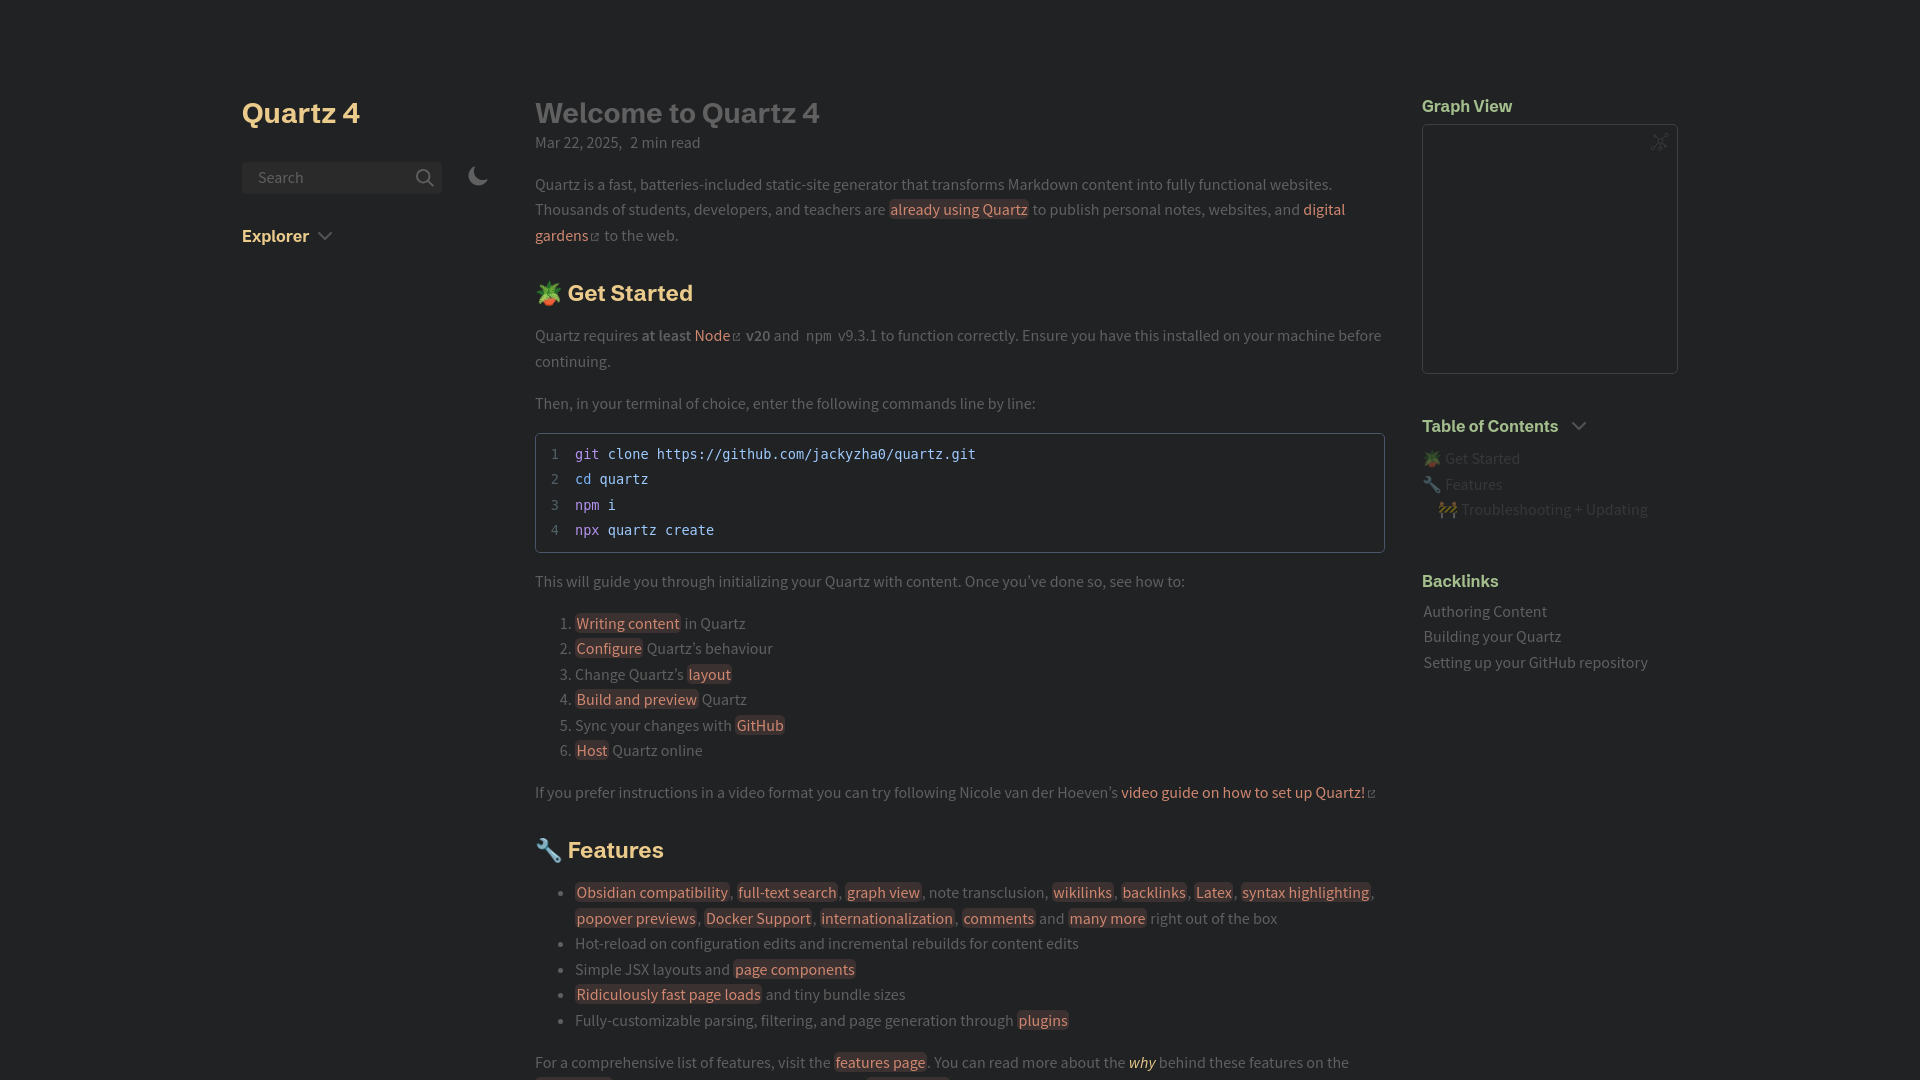 Quartz 4
Search
Explorer
Welcome to Quartz 4
Mar 22, 2025, 2 min read
Quartz is a fast, batteries-included static-site generator that transforms Markdown content into fully functional websites.
Thousands of students, developers, and teachers are already using Quartz to publish personal notes, websites, and digital
gardens to the web.
🪴 Get Started
Quartz requires at least Node v20 and npm v9.3.1 to function correctly. Ensure you have this installed on your machine before
continuing.
Then, in your terminal of choice, enter the following commands line by line:
1 git clone https://github.com/jackyzha0/quartz.git
2 cd quartz
3 npm i
4 npx quartz create
This will guide you through initializing your Quartz with content. Once you’ve done so, see how to:
1. Writing content in Quartz
2. Configure Quartz’s behaviour
3. Change Quartz’s layout
4. Build and preview Quartz
5. Sync your changes with GitHub
6. Host Quartz online
If you prefer instructions in a video format you can try following Nicole van der Hoeven’s video guide on how to set up Quartz!
🔧 Features
• Obsidian compatibility, full-text search, graph view, note transclusion, wikilinks, backlinks, Latex, syntax highlighting,
popover previews, Docker Support, internationalization, comments and many more right out of the box
• Hot-reload on configuration edits and incremental rebuilds for content edits
• Simple JSX layouts and page components
• Ridiculously fast page loads and tiny bundle sizes
• Fully-customizable parsing, filtering, and page generation through plugins
For a comprehensive list of features, visit the features page. You can read more about the why behind these features on the
Graph View
Table of Contents
🪴 Get Started
🔧 Features
🚧 Troubleshooting + Updating
Backlinks
Authoring Content
Building your Quartz
Setting up your GitHub repository